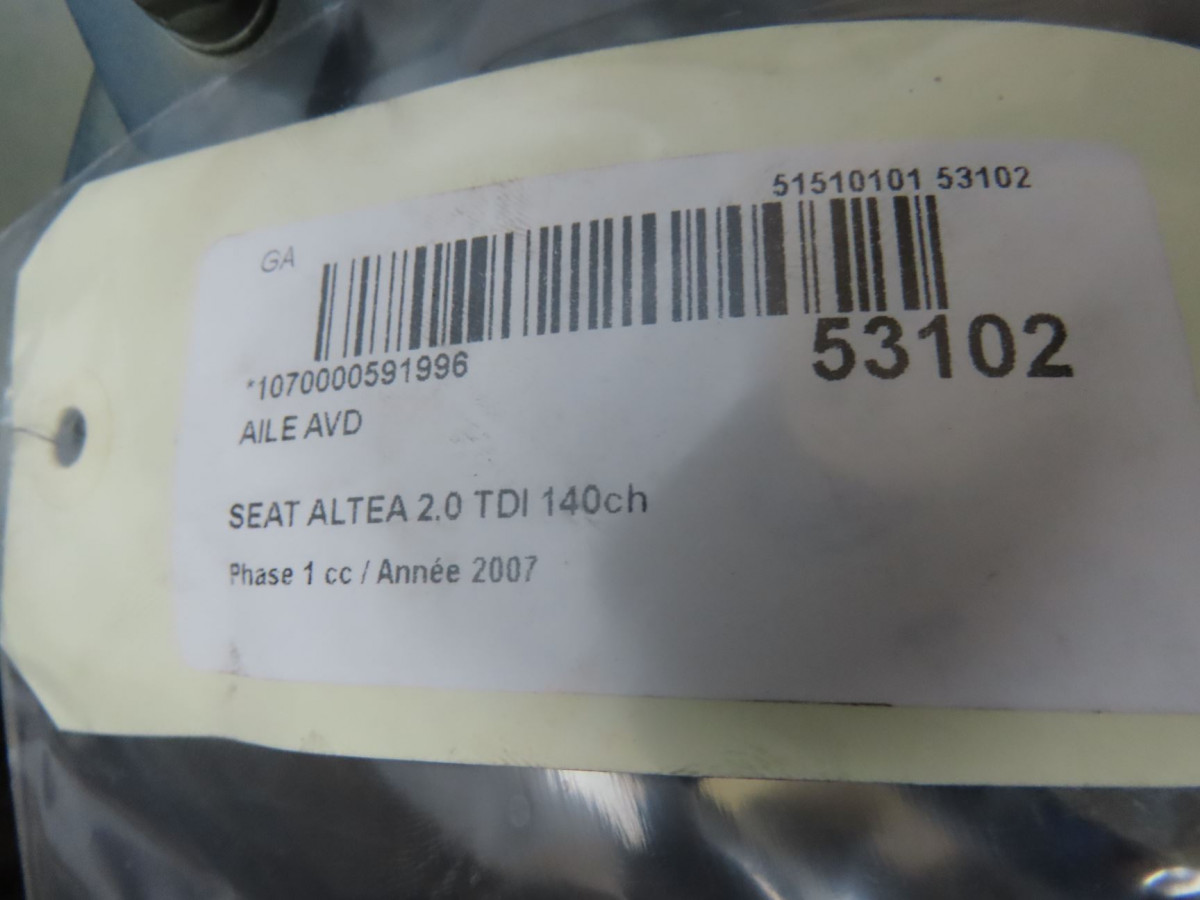 51510101 53102
GA
53102
*1070000591996
AILE AVD
SEAT ALTEA 2.0 TDI 140ch
Phase 1 cc / Année 2007